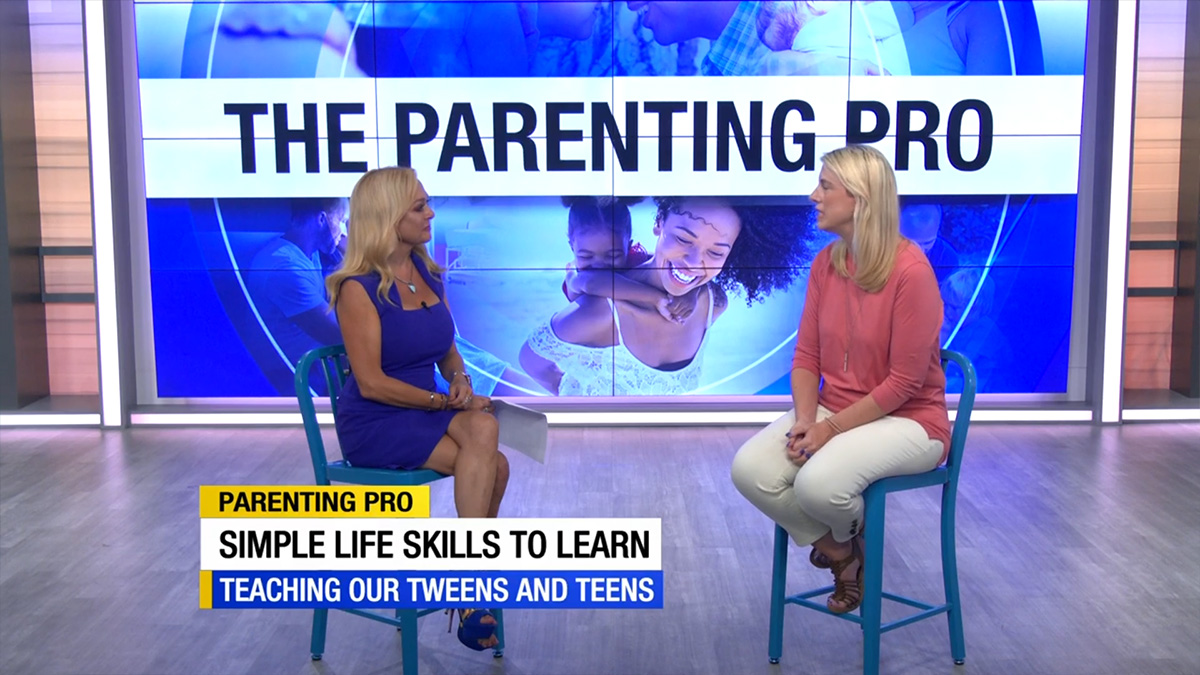 THE PARENTING PRO
PARENTING PRO
SIMPLE LIFE SKILLS TO LEARN
TEACHING OUR TWEENS AND TEENS